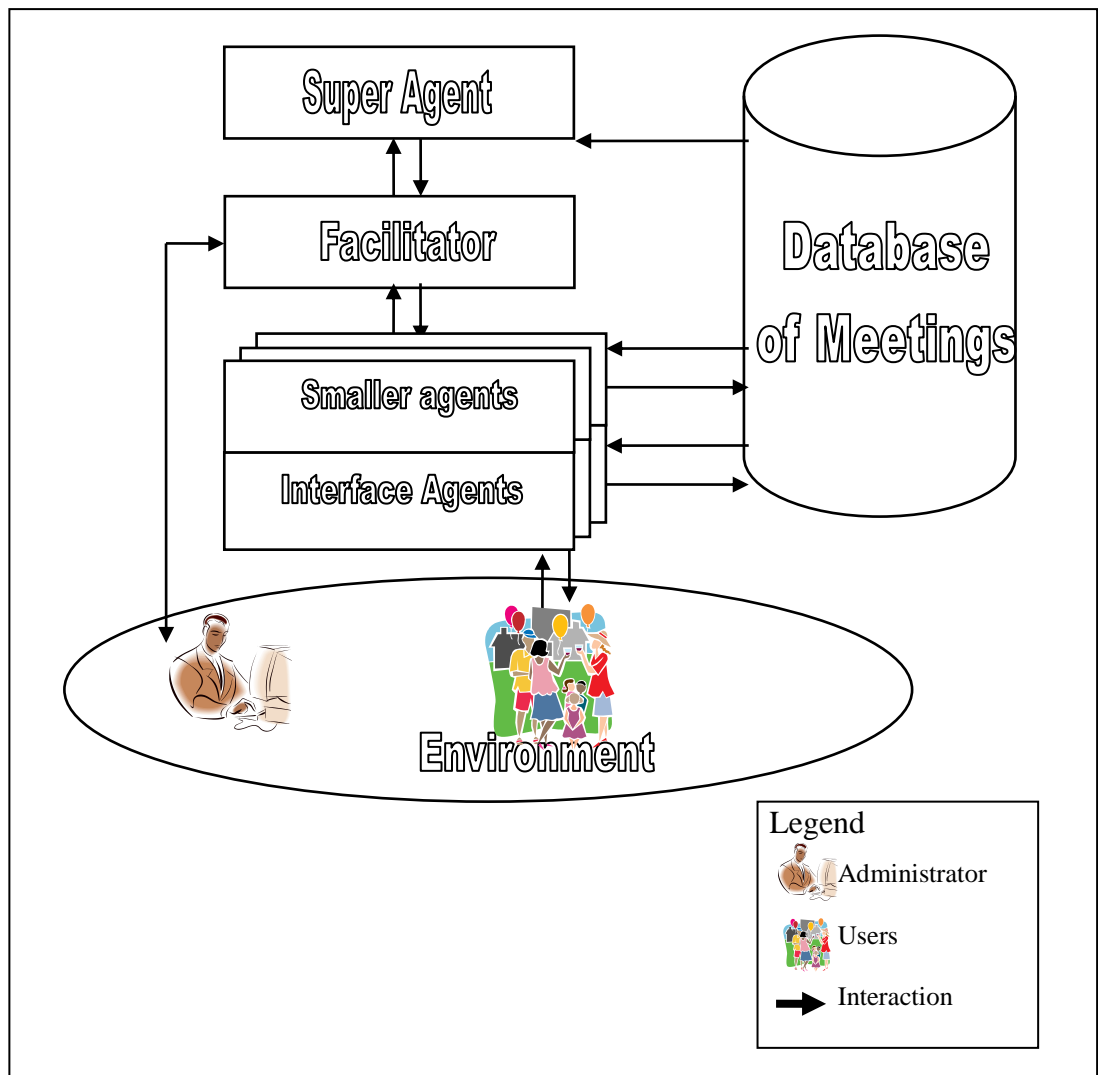 Super Agent
Facilitator
Database
of Meetings
Smaller agents
Interface Agents
Environment
Legend
Administrator
Users
Interaction